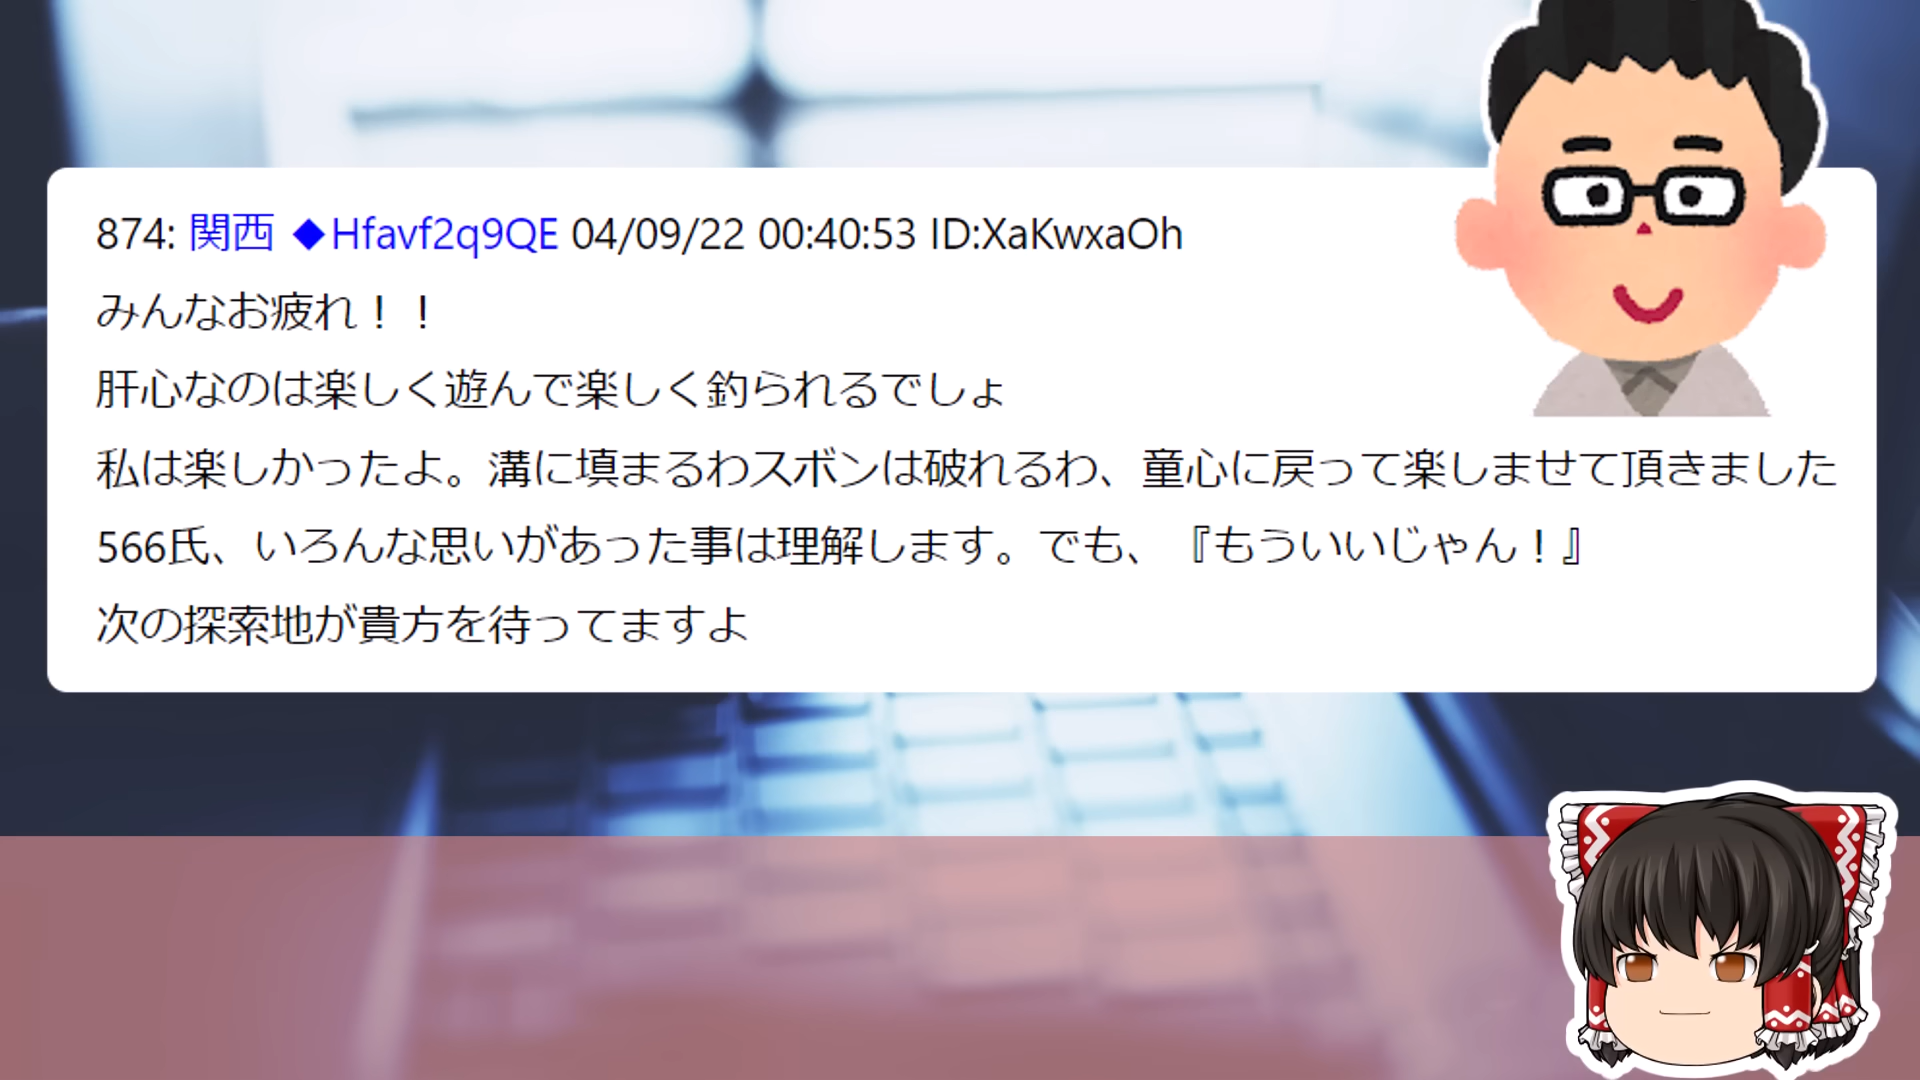 874: 関西 ◆Hfavf2q9QE 04/09/22 00:40:53 ID:XaKwxaOh
みんなお疲れ！！
肝心なのは楽しく遊んで楽しく釣られるでしょ
私は楽しかったよ。溝に填まるわスボンは破れるわ、童心に戻って楽しませて頂きました
566氏、いろんな思いがあった事は理解します。でも、『もういいじゃん！』
次の探索地が貴方を待ってますよ